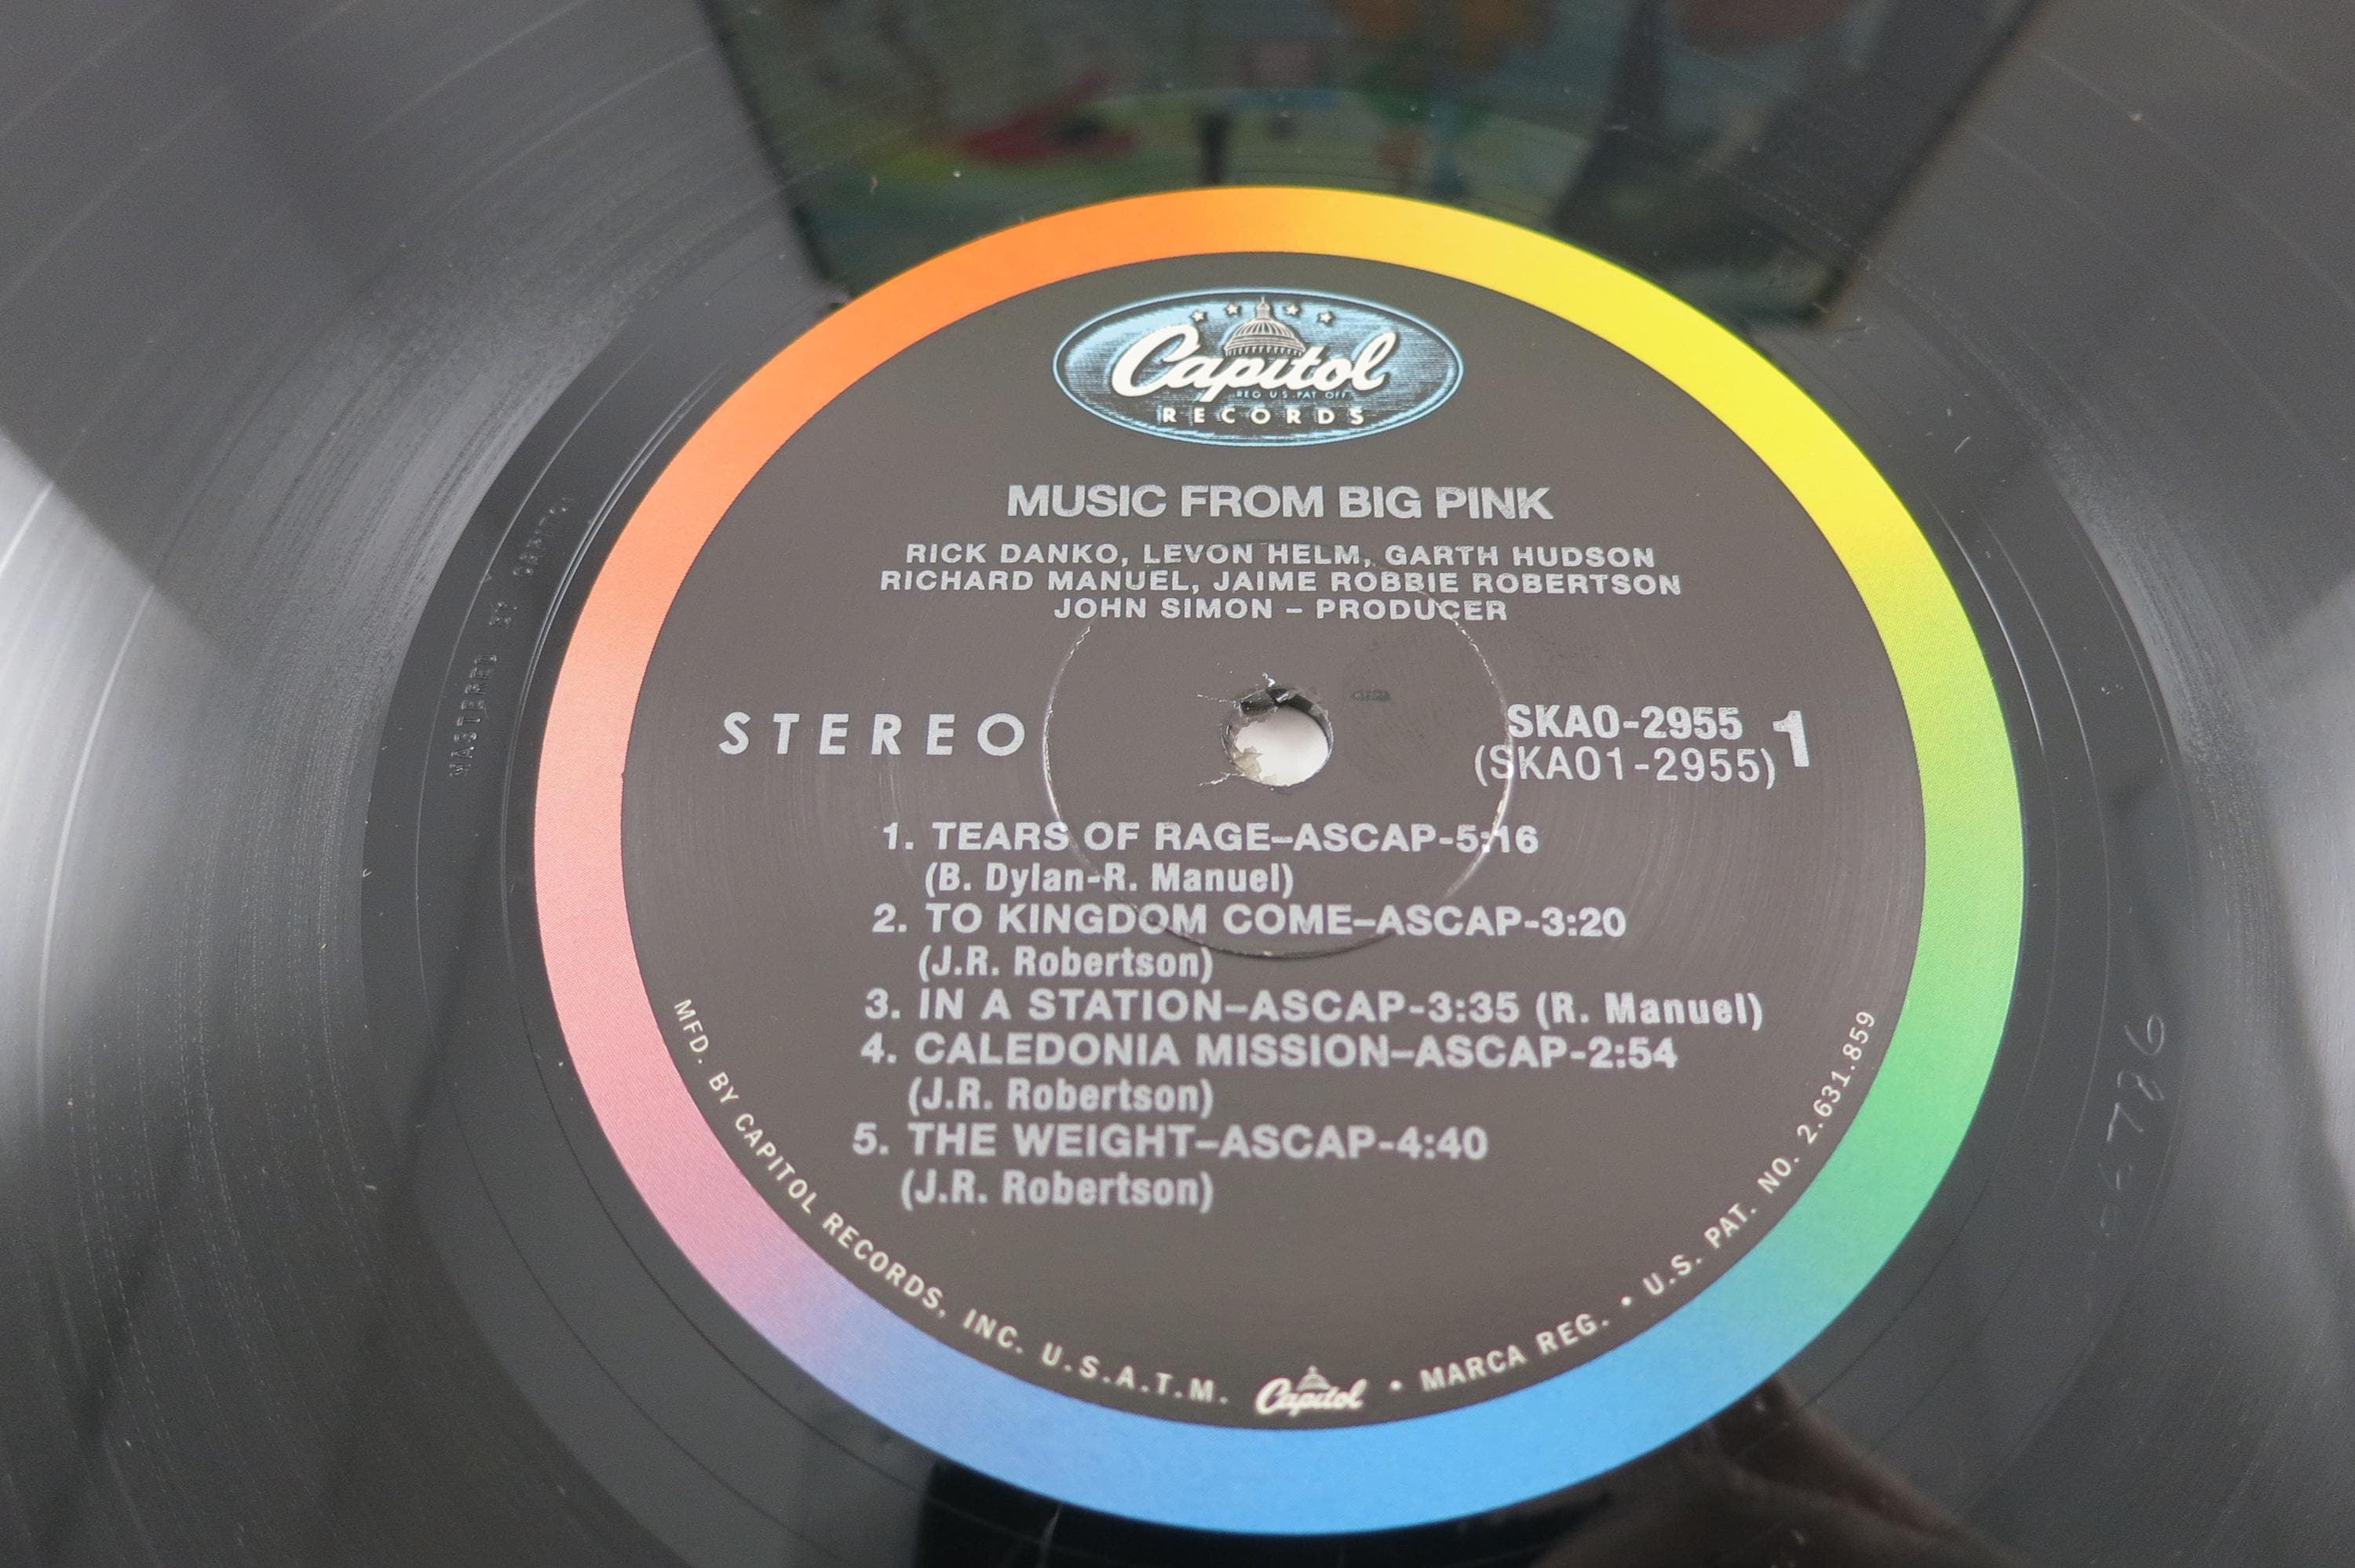 Capitol
REG U.S. PAT. OFF.
RECORDS
MUSIC FROM BIG PINK
RICK DANKO, LEVON HELM, GARTH HUDSON
RICHARD MANUEL, JAIME ROBBIE ROBERTSON
JOHN SIMON – PRODUCER
STEREO
SKAO-2955
(SKAO1-2955)
1
1. TEARS OF RAGE–ASCAP-5:16
(B. Dylan-R. Manuel)
2. TO KINGDOM COME–ASCAP-3:20
(J.R. Robertson)
3. IN A STATION–ASCAP-3:35 (R. Manuel)
4. CALEDONIA MISSION–ASCAP-2:54
(J.R. Robertson)
5. THE WEIGHT–ASCAP-4:40
(J.R. Robertson)
MFD. BY CAPITOL RECORDS, INC. U.S.A. T.M. Capitol • MARCA REG. • U.S. PAT. NO. 2.631.859
MASTERED BY CAPITOL